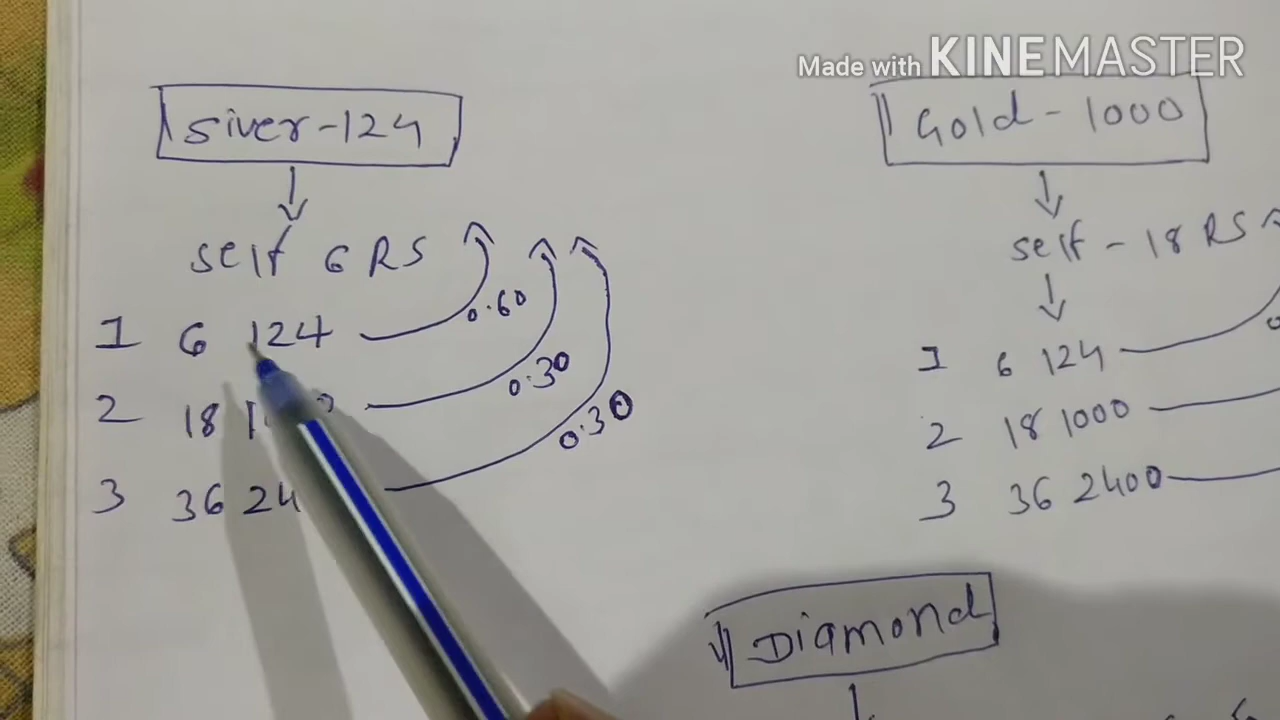 Made with KINEMASTER
Siver-124
self 6 RS
1 6 124 0.60
2 18 0.30
3 36 0.30
Gold - 1000
self - 18 RS
1 6 124
2 18 1000
3 36 2400
Diamond